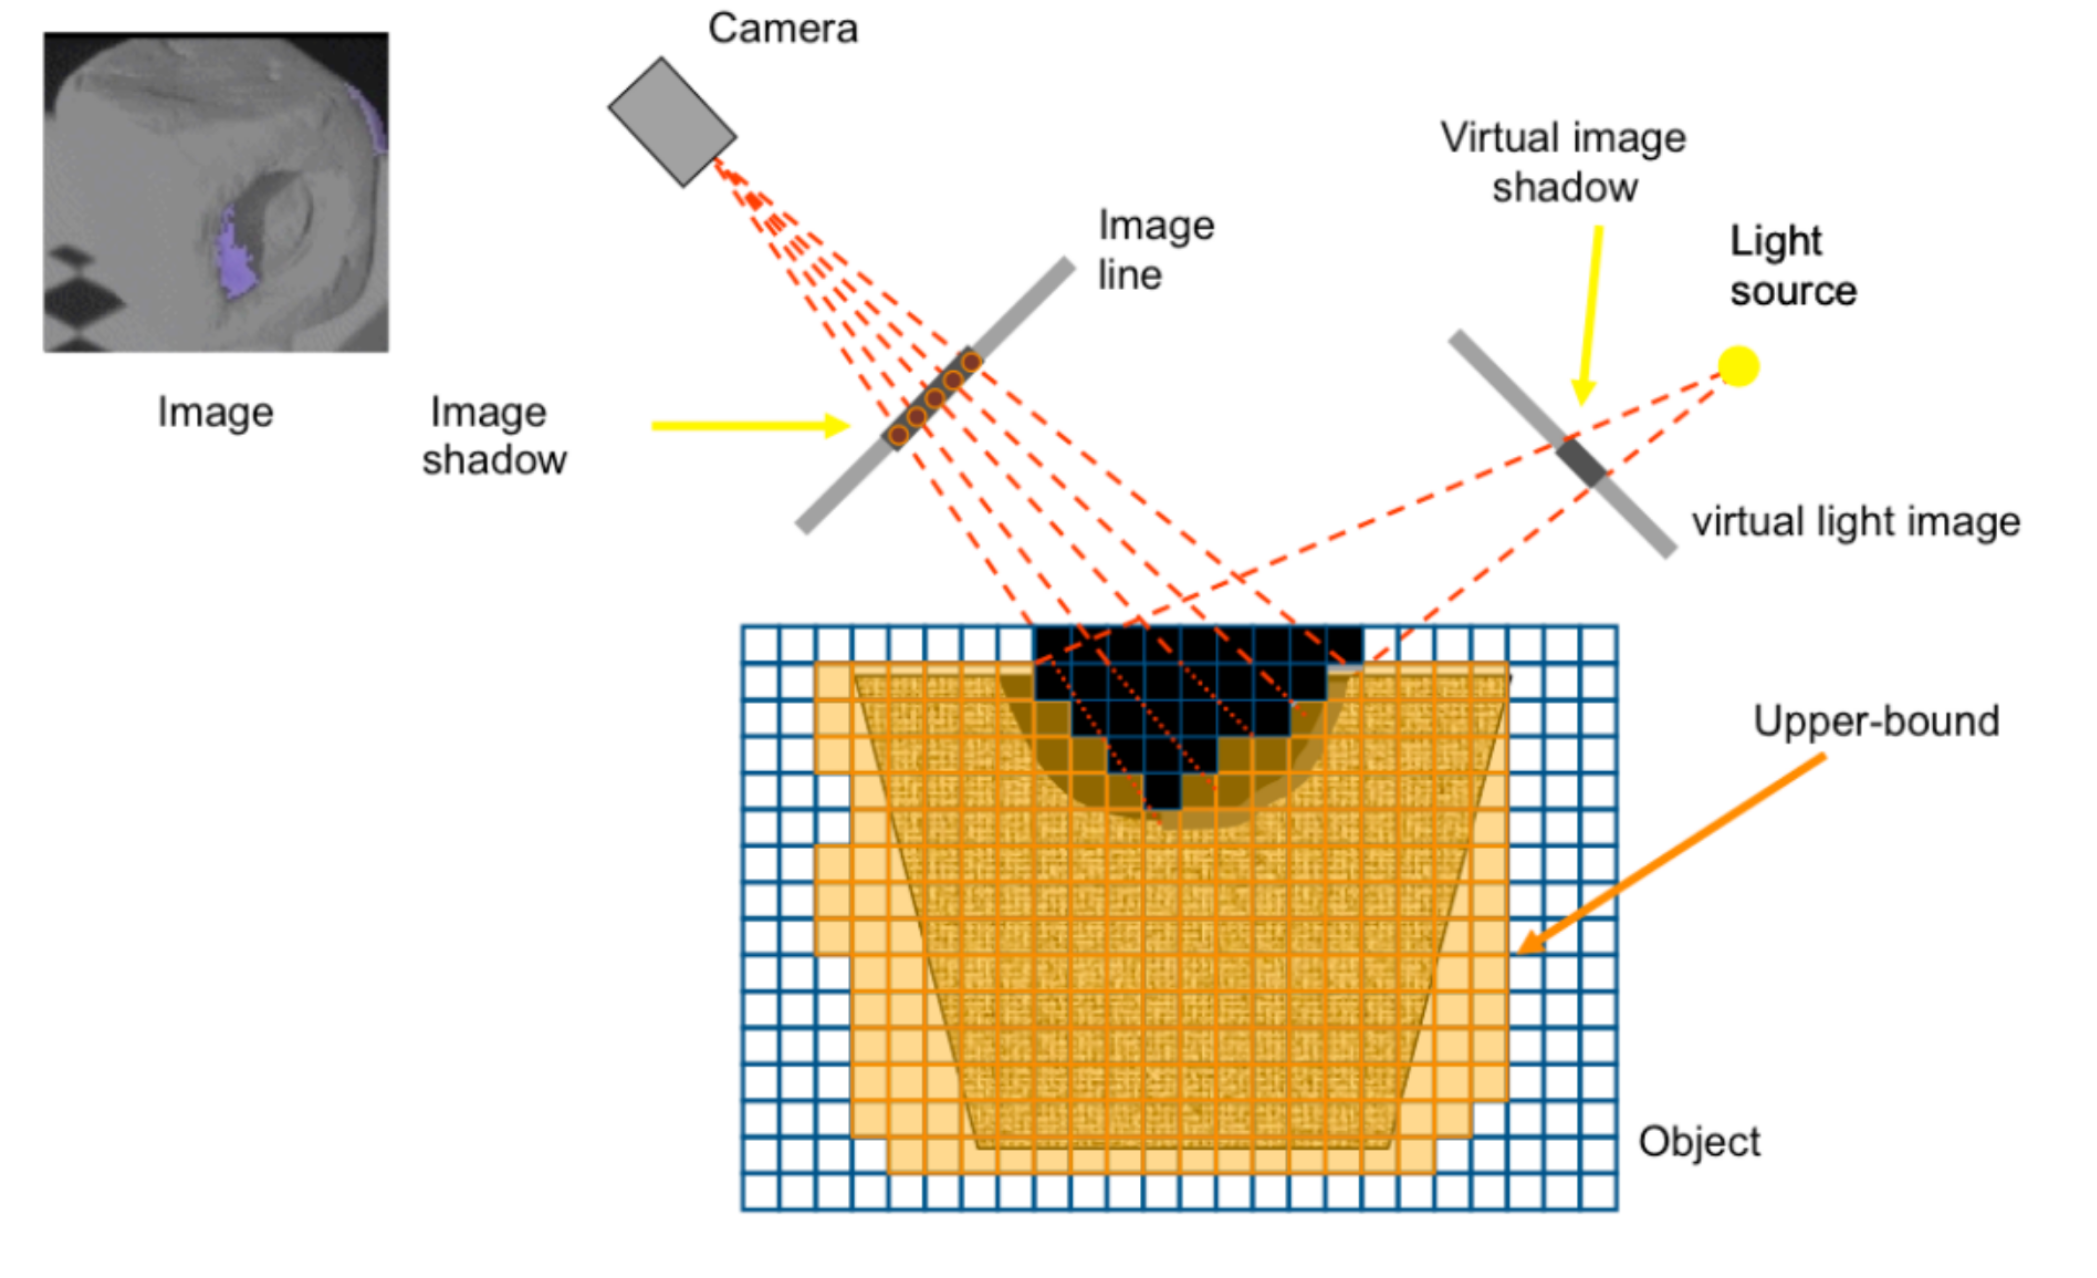 Camera
Virtual image
shadow
Image
line
Light
source
Image
Image
shadow
virtual light image
Upper-bound
Object